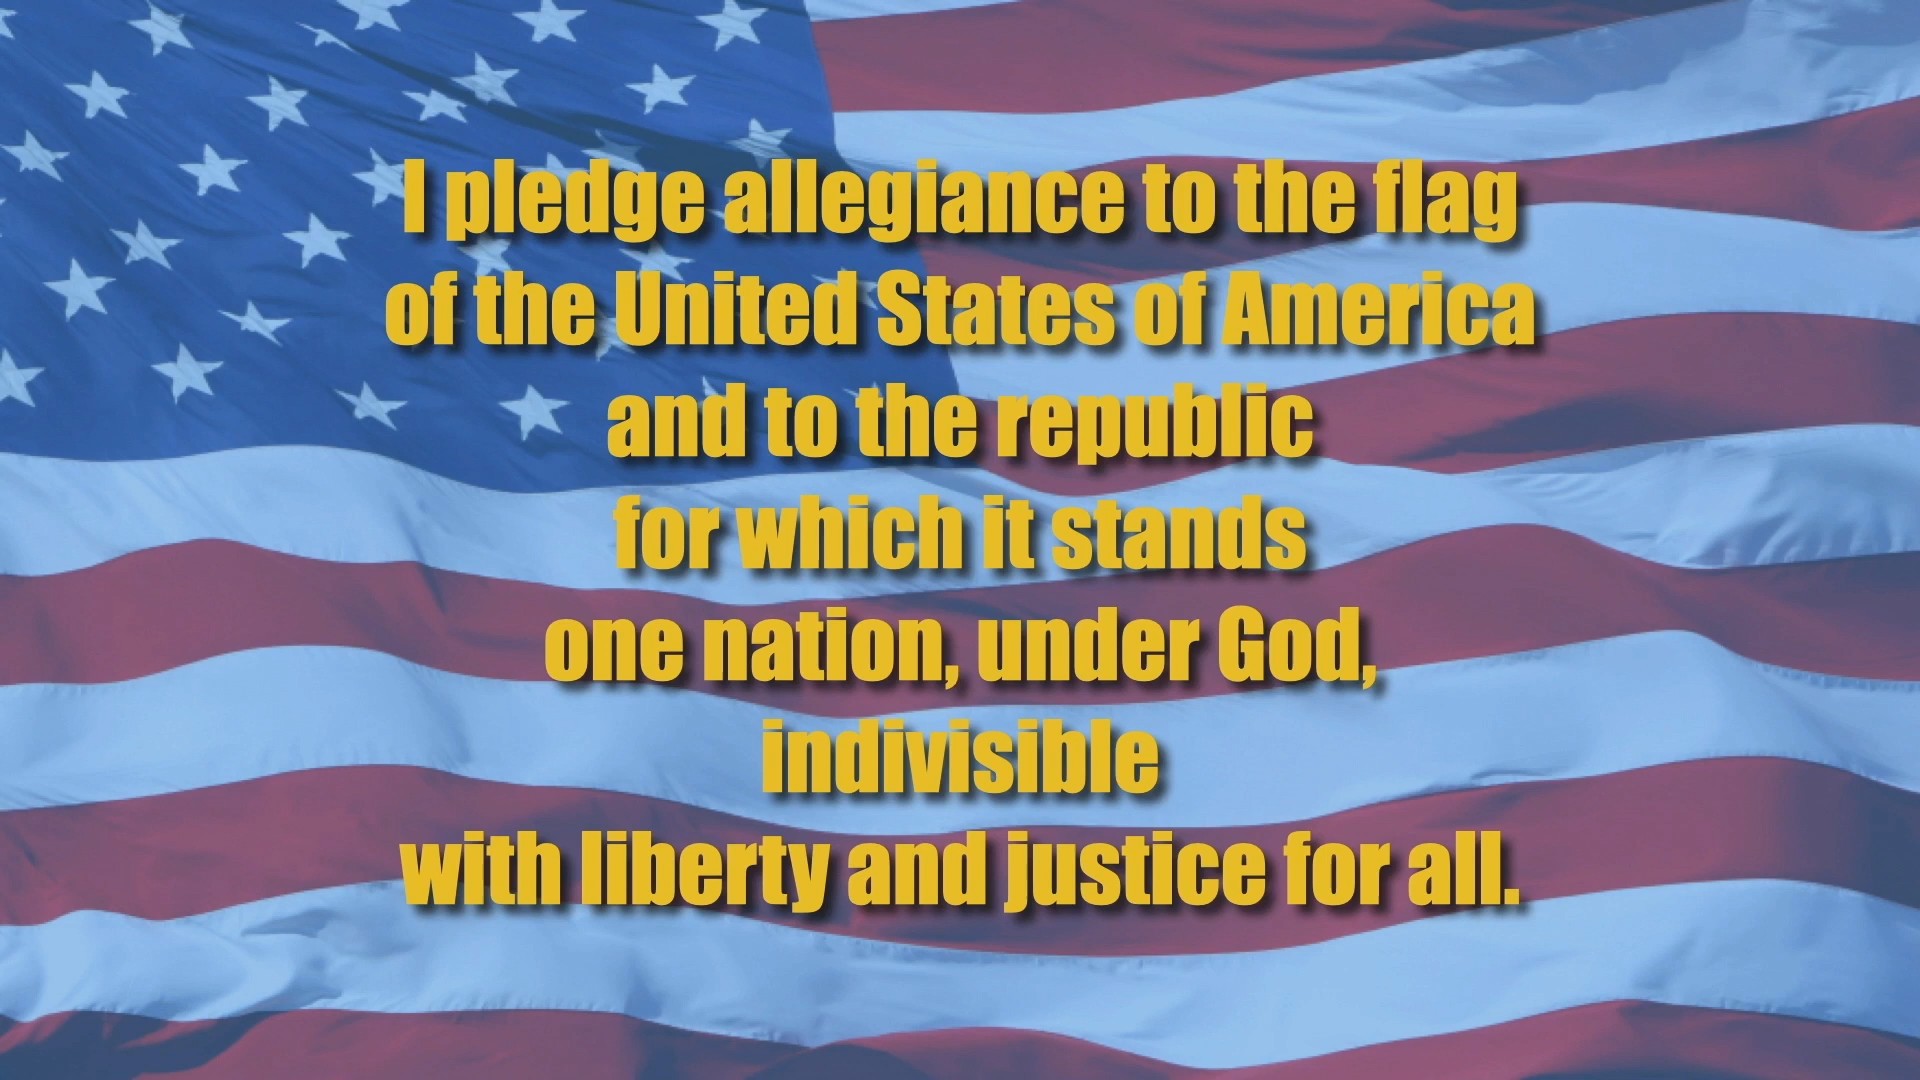 I pledge allegiance to the flag
of the United States of America
and to the republic
for which it stands
one nation, under God,
indivisible
with liberty and justice for all.